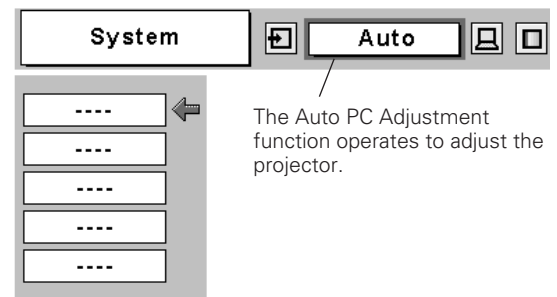 System
Auto
----
----
----
----
----
The Auto PC Adjustment
function operates to adjust the
projector.